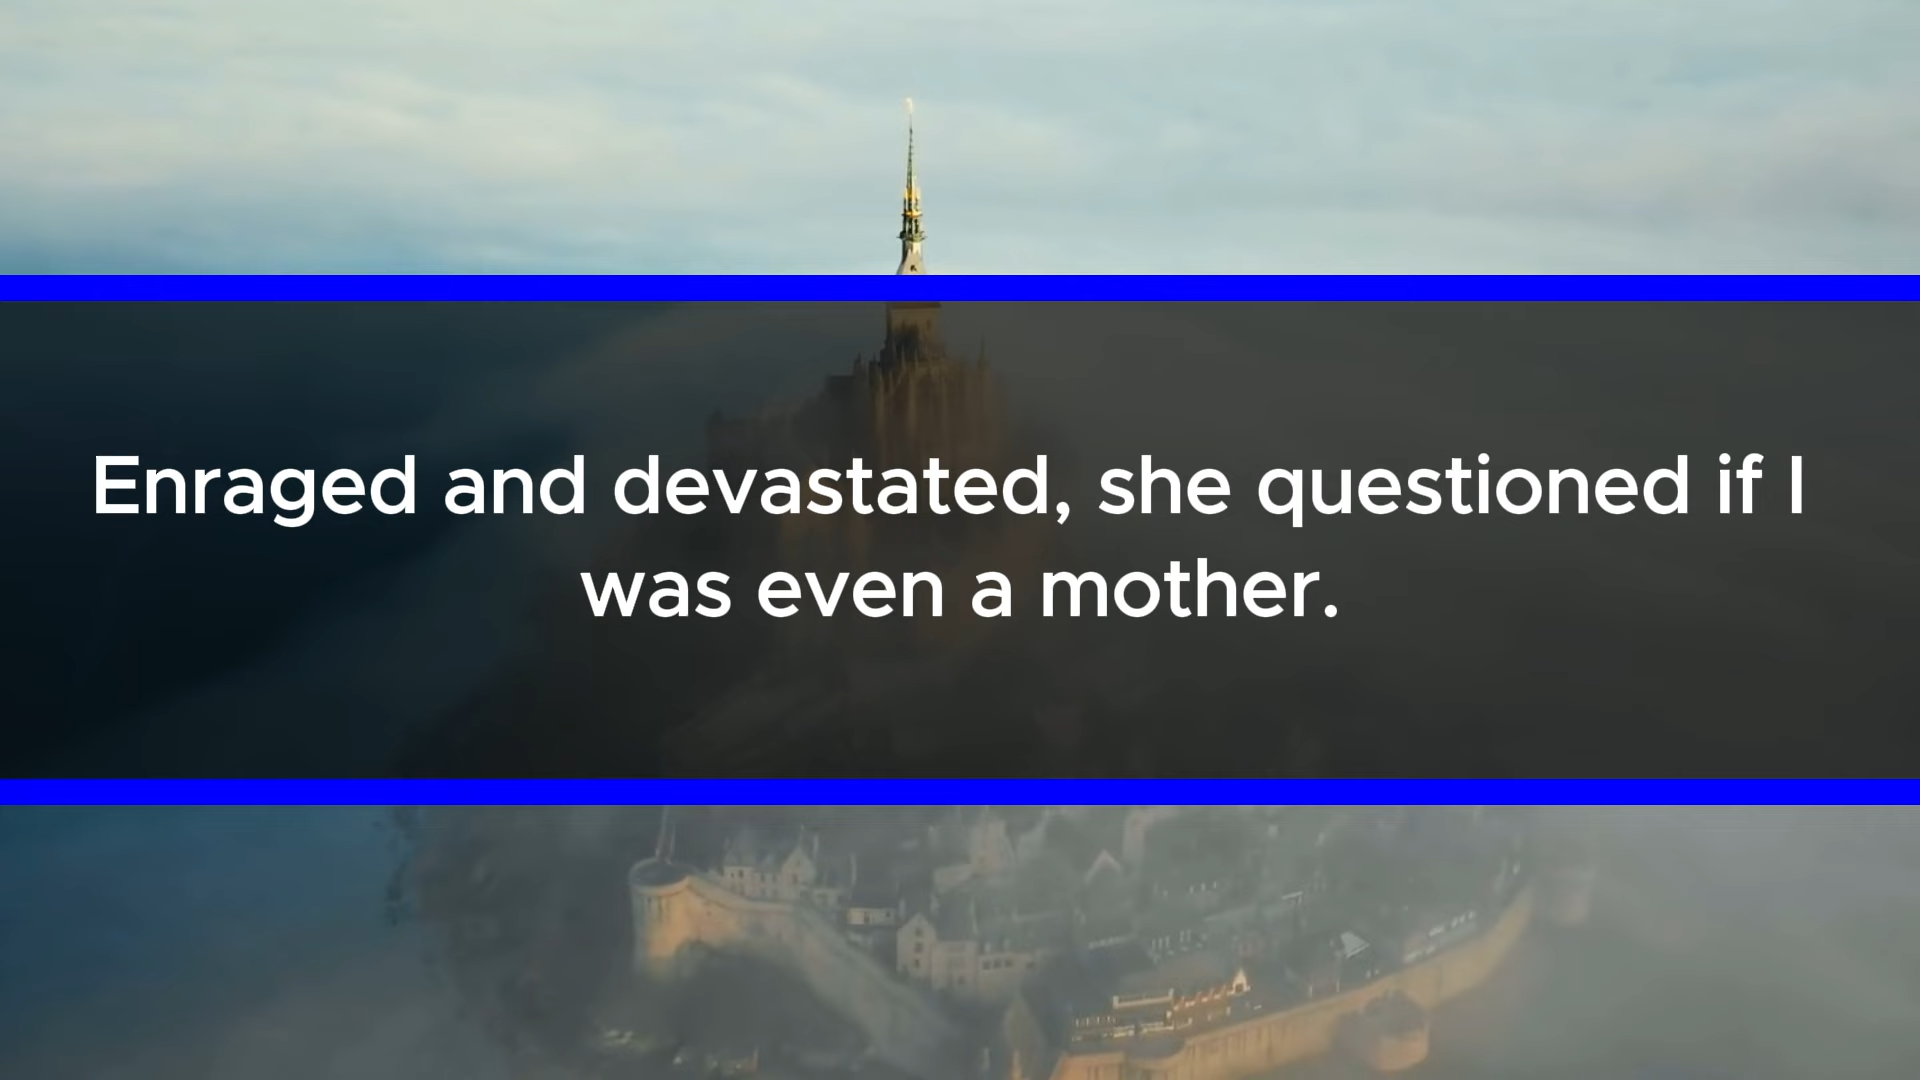 Enraged and devastated, she questioned if I
was even a mother.